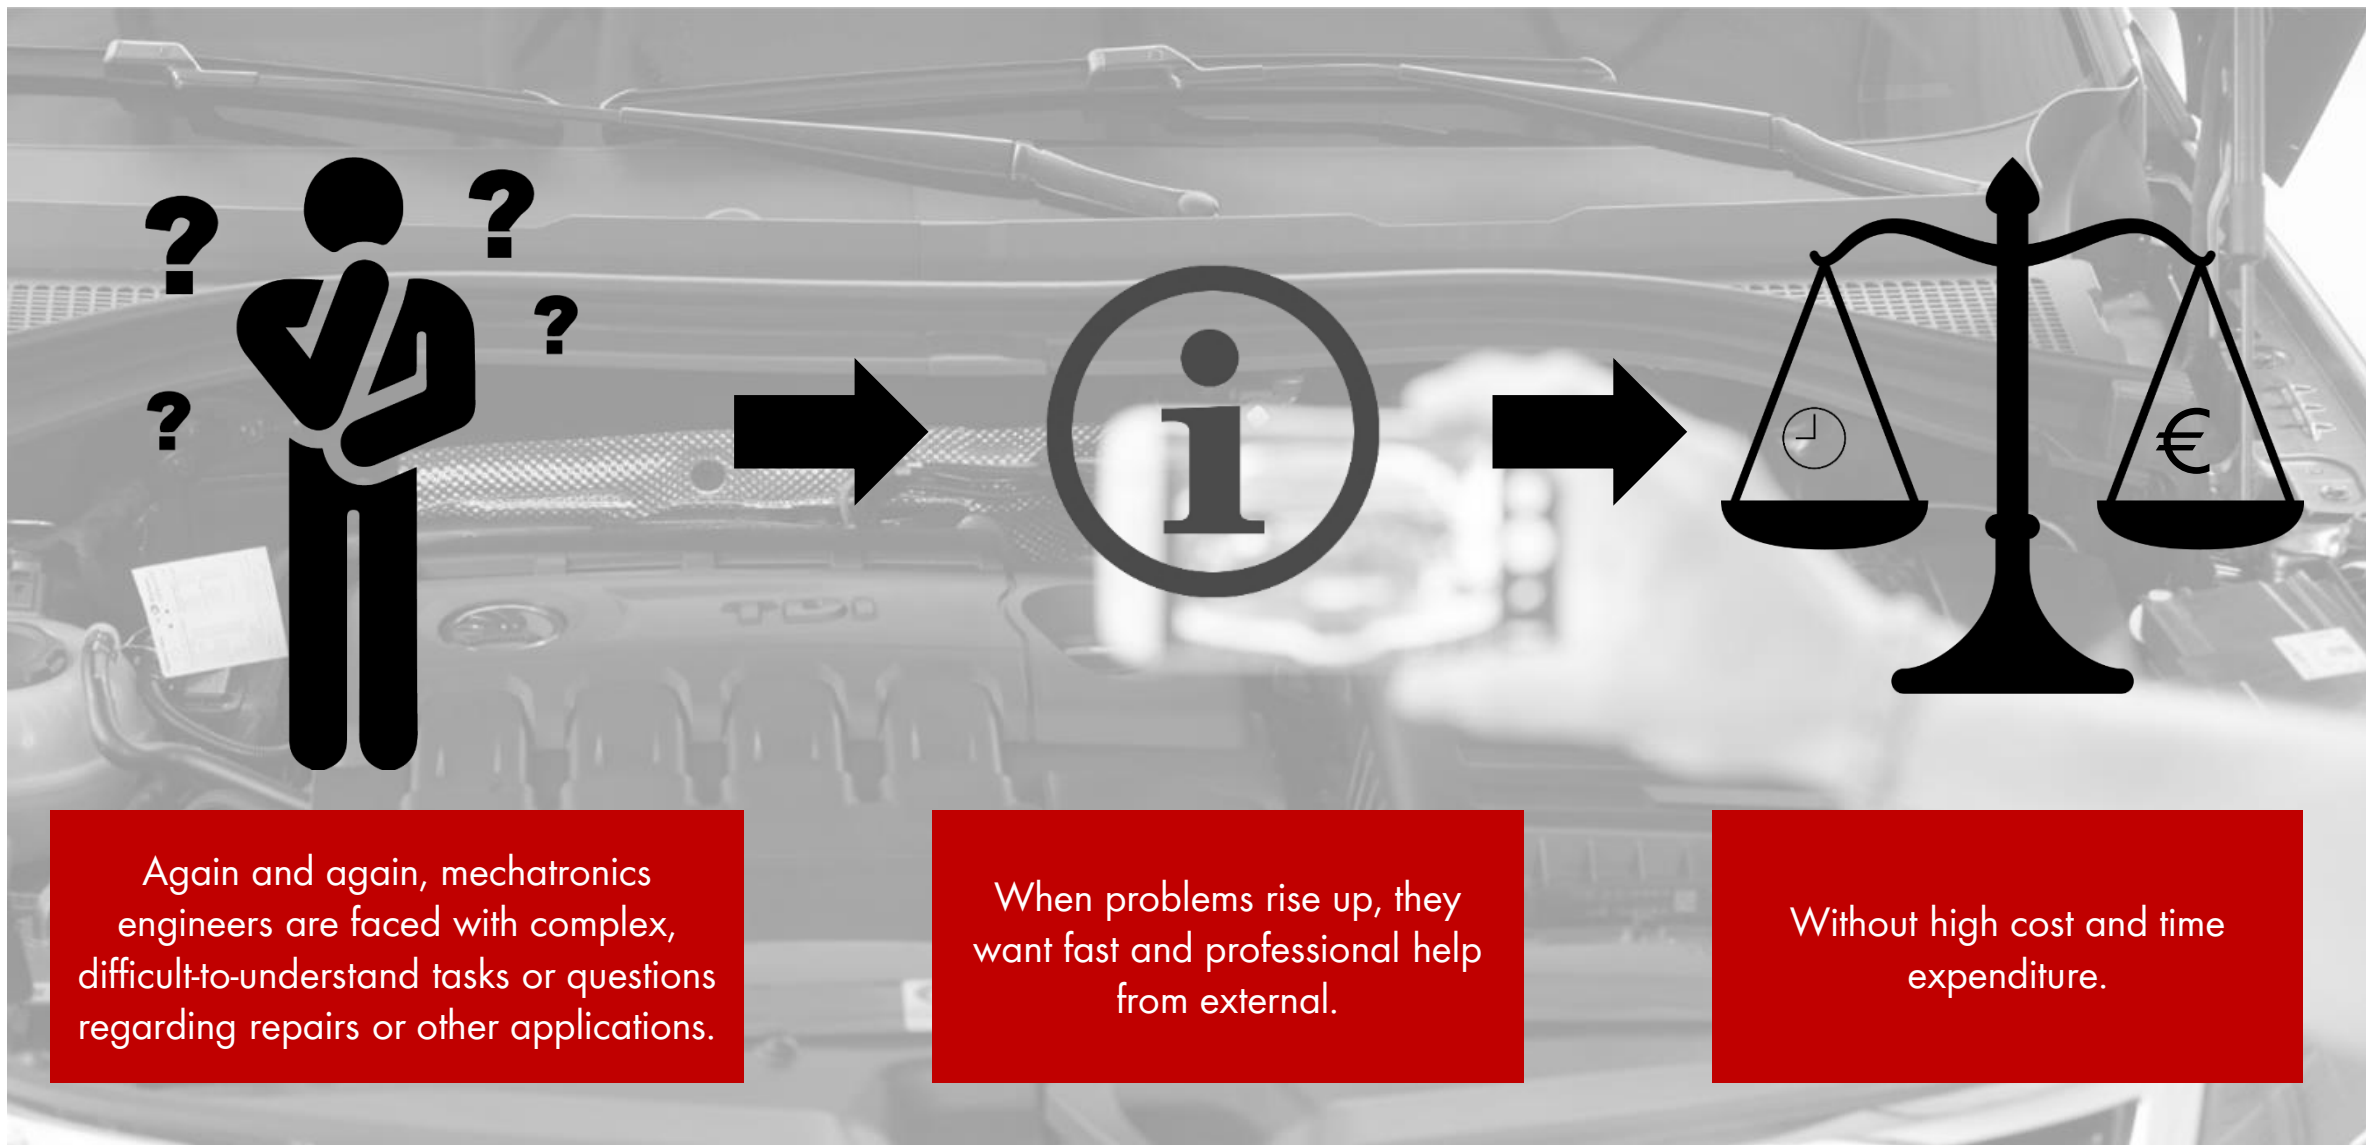 ?
?
?
?
i
€
TDI
Again and again, mechatronics
engineers are faced with complex,
difficult-to-understand tasks or questions
regarding repairs or other applications.
When problems rise up, they
want fast and professional help
from external.
Without high cost and time
expenditure.